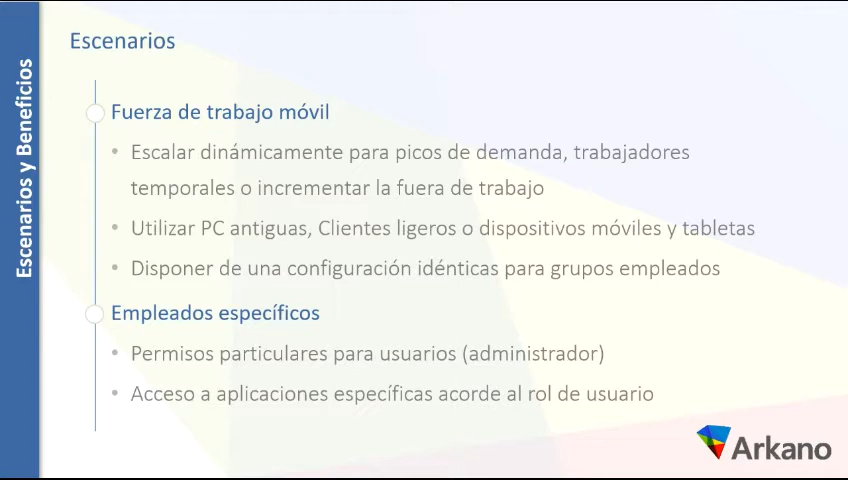 Escenarios y Beneficios
Escenarios
Fuerza de trabajo móvil
• Escalar dinámicamente para picos de demanda, trabajadores
temporales o incrementar la fuera de trabajo
• Utilizar PC antiguas, Clientes ligeros o dispositivos móviles y tabletas
• Disponer de una configuración idénticas para grupos empleados
Empleados específicos
• Permisos particulares para usuarios (administrador)
• Acceso a aplicaciones específicas acorde al rol de usuario
Arkano